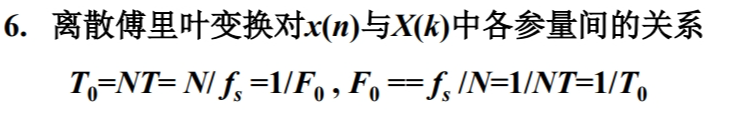 6. 离散傅里叶变换对x(n)与X(k)中各参量间的关系
T₀=NT= N/ fₛ =1/F₀ , F₀ == fₛ /N=1/NT=1/T₀